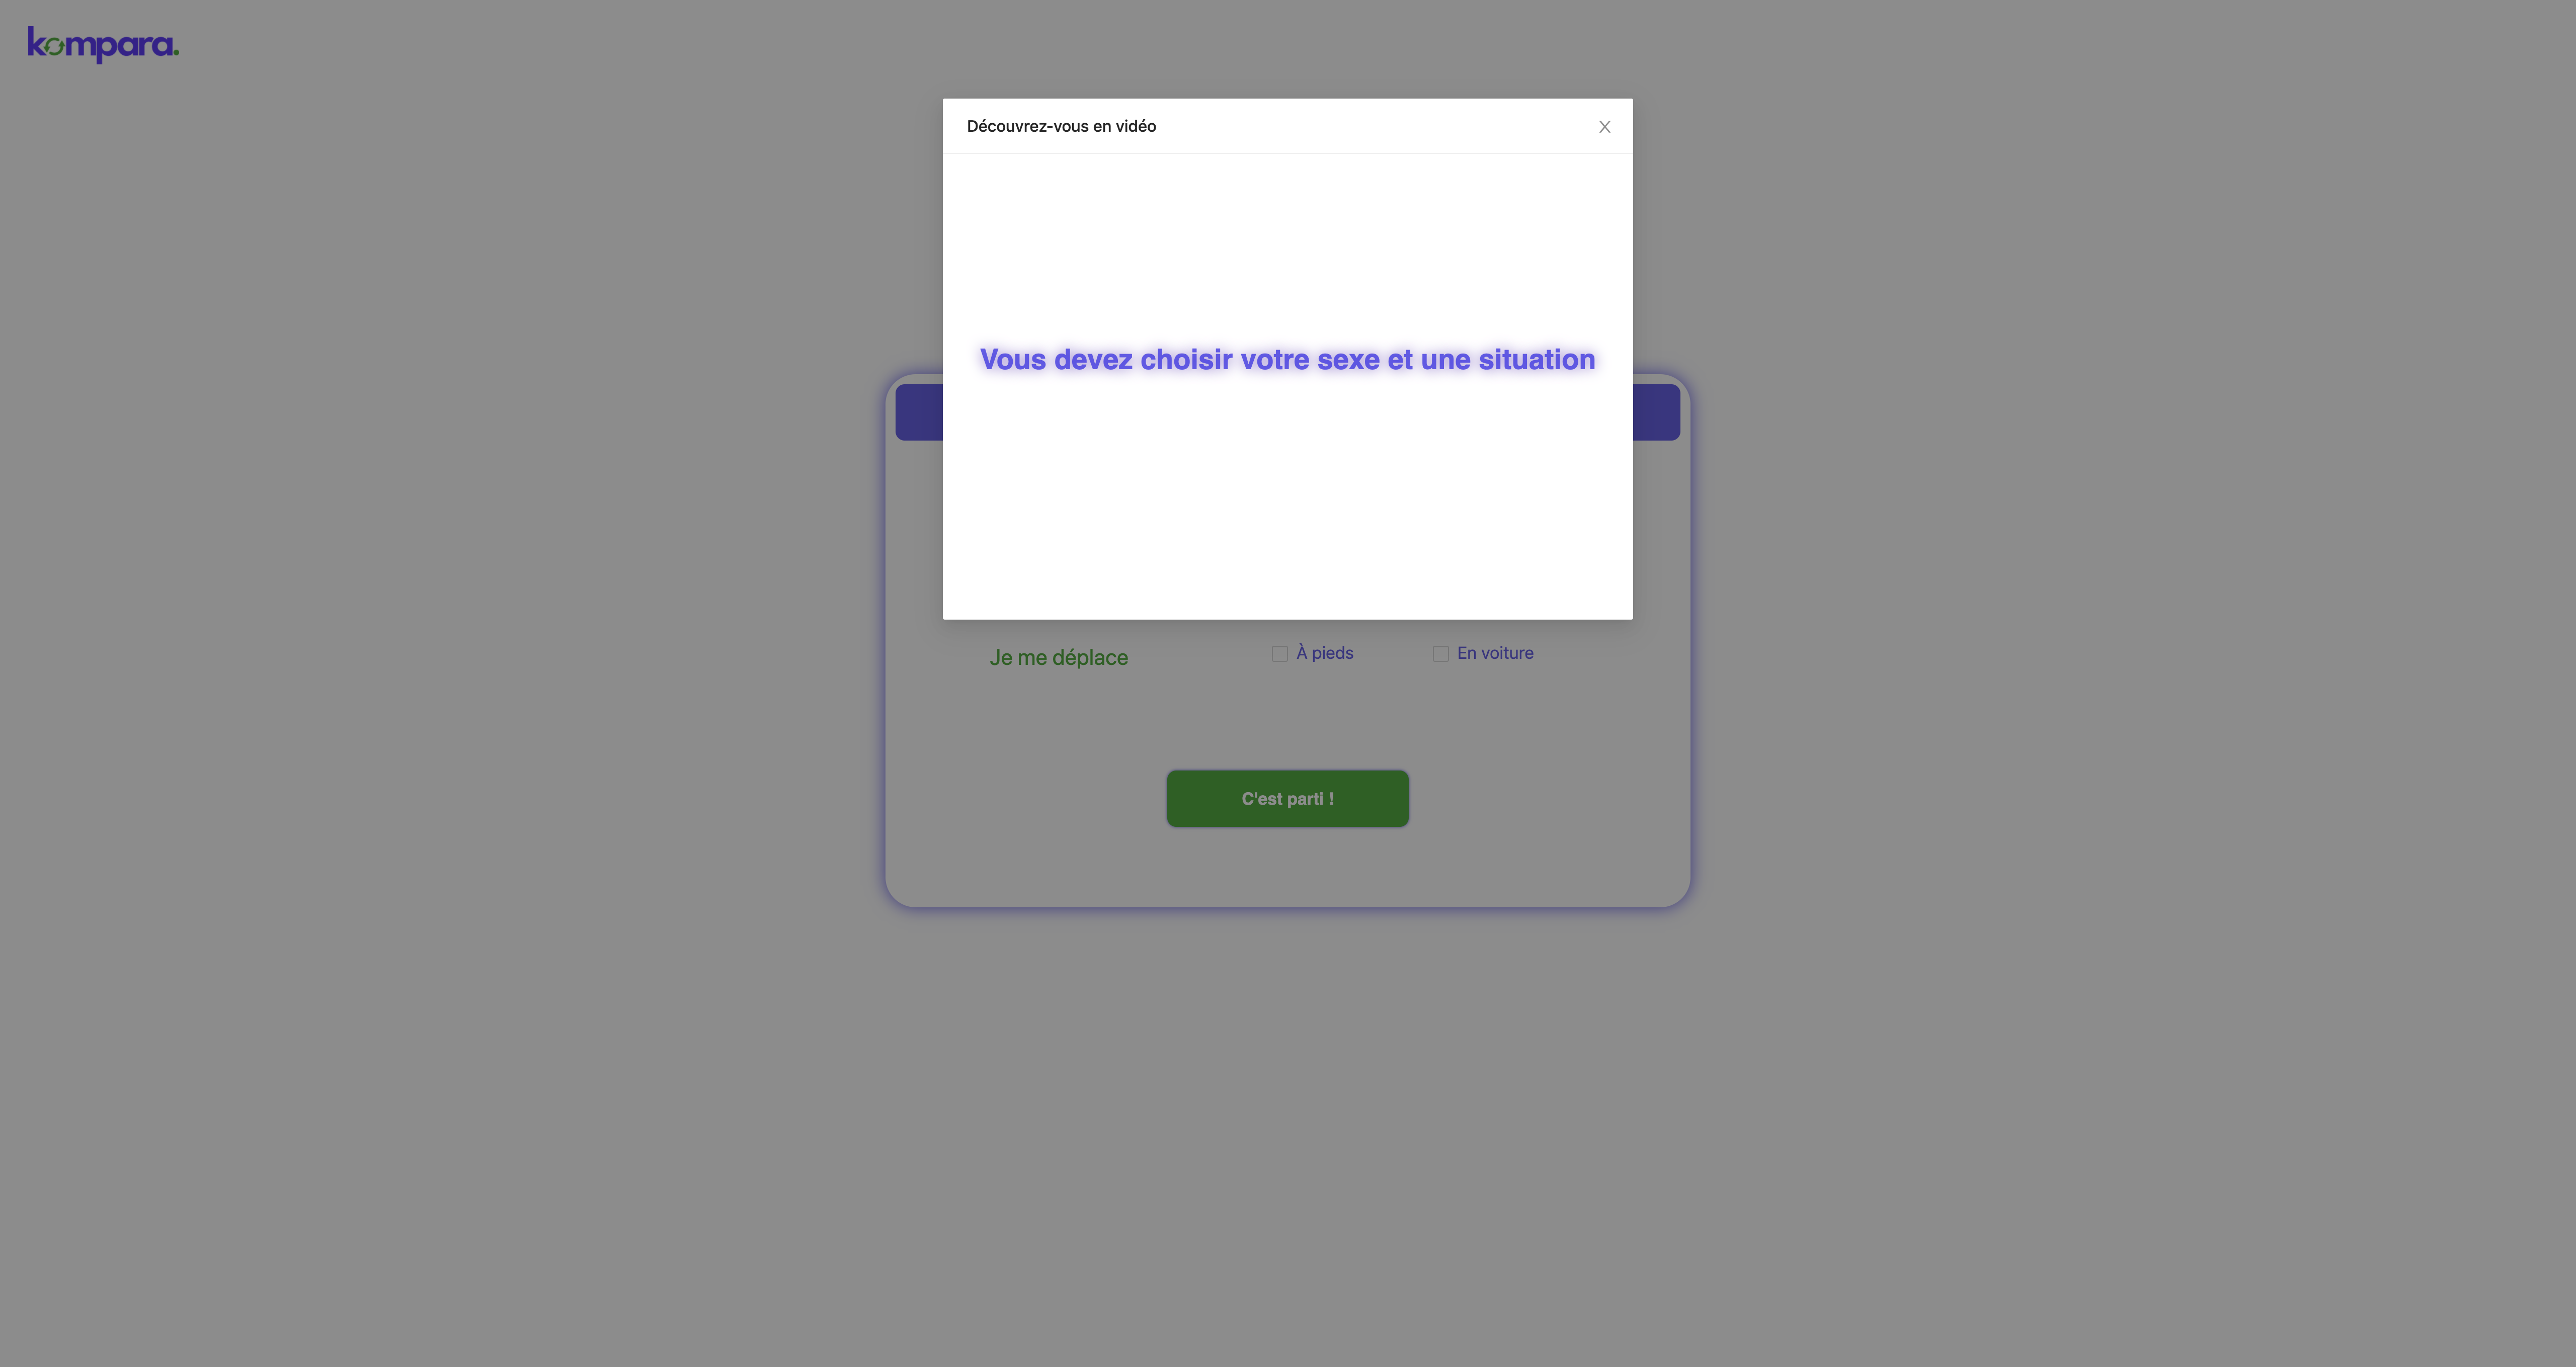 kompara.
Découvrez-vous en vidéo
Vous devez choisir votre sexe et une situation
Je me déplace
À pieds
En voiture
C'est parti !